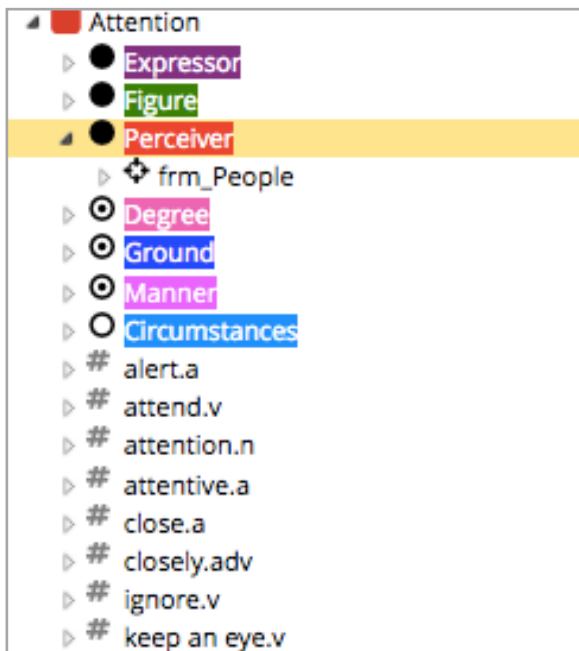 Attention
Expressor
Figure
Perceiver
frm_People
Degree
Ground
Manner
Circumstances
# alert.a
# attend.v
# attention.n
# attentive.a
# close.a
# closely.adv
# ignore.v
# keep an eye.v